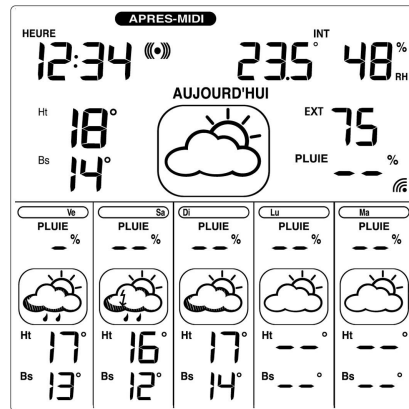 APRES-MIDI
HEURE INT
12:34 23.5° 48% RH
AUJOURD'HUI
Ht 18° EXT 75
Bs 14° PLUIE -- %
Ve Sa Di Lu Ma
PLUIE PLUIE PLUIE PLUIE PLUIE
- % -- % -- % -- % -- %
Ht 17° Ht 16° Ht 17° Ht -- ° Ht -- °
Bs 13° Bs 12° Bs 14° Bs -- ° Bs -- °